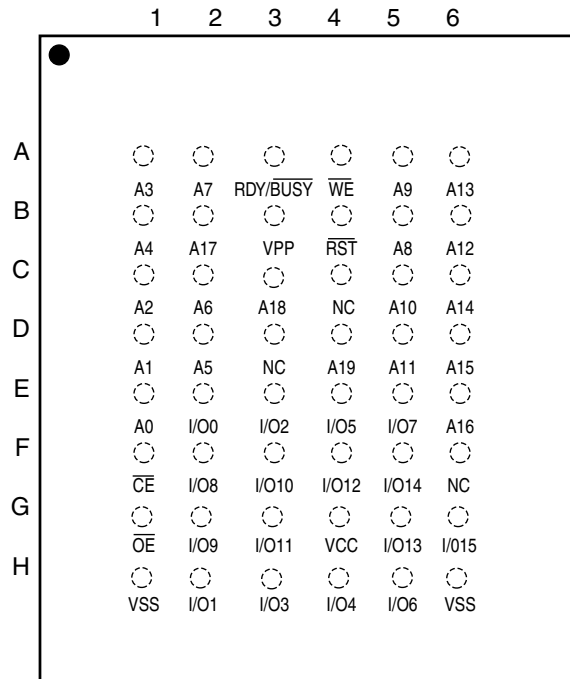 1 2 3 4 5 6
A
A3 A7 RDY/BUSY WE A9 A13
B
A4 A17 VPP RST A8 A12
C
A2 A6 A18 NC A10 A14
D
A1 A5 NC A19 A11 A15
E
A0 I/O0 I/O2 I/O5 I/O7 A16
F
CE I/O8 I/O10 I/O12 I/O14 NC
G
OE I/O9 I/O11 VCC I/O13 I/015
H
VSS I/O1 I/O3 I/O4 I/O6 VSS